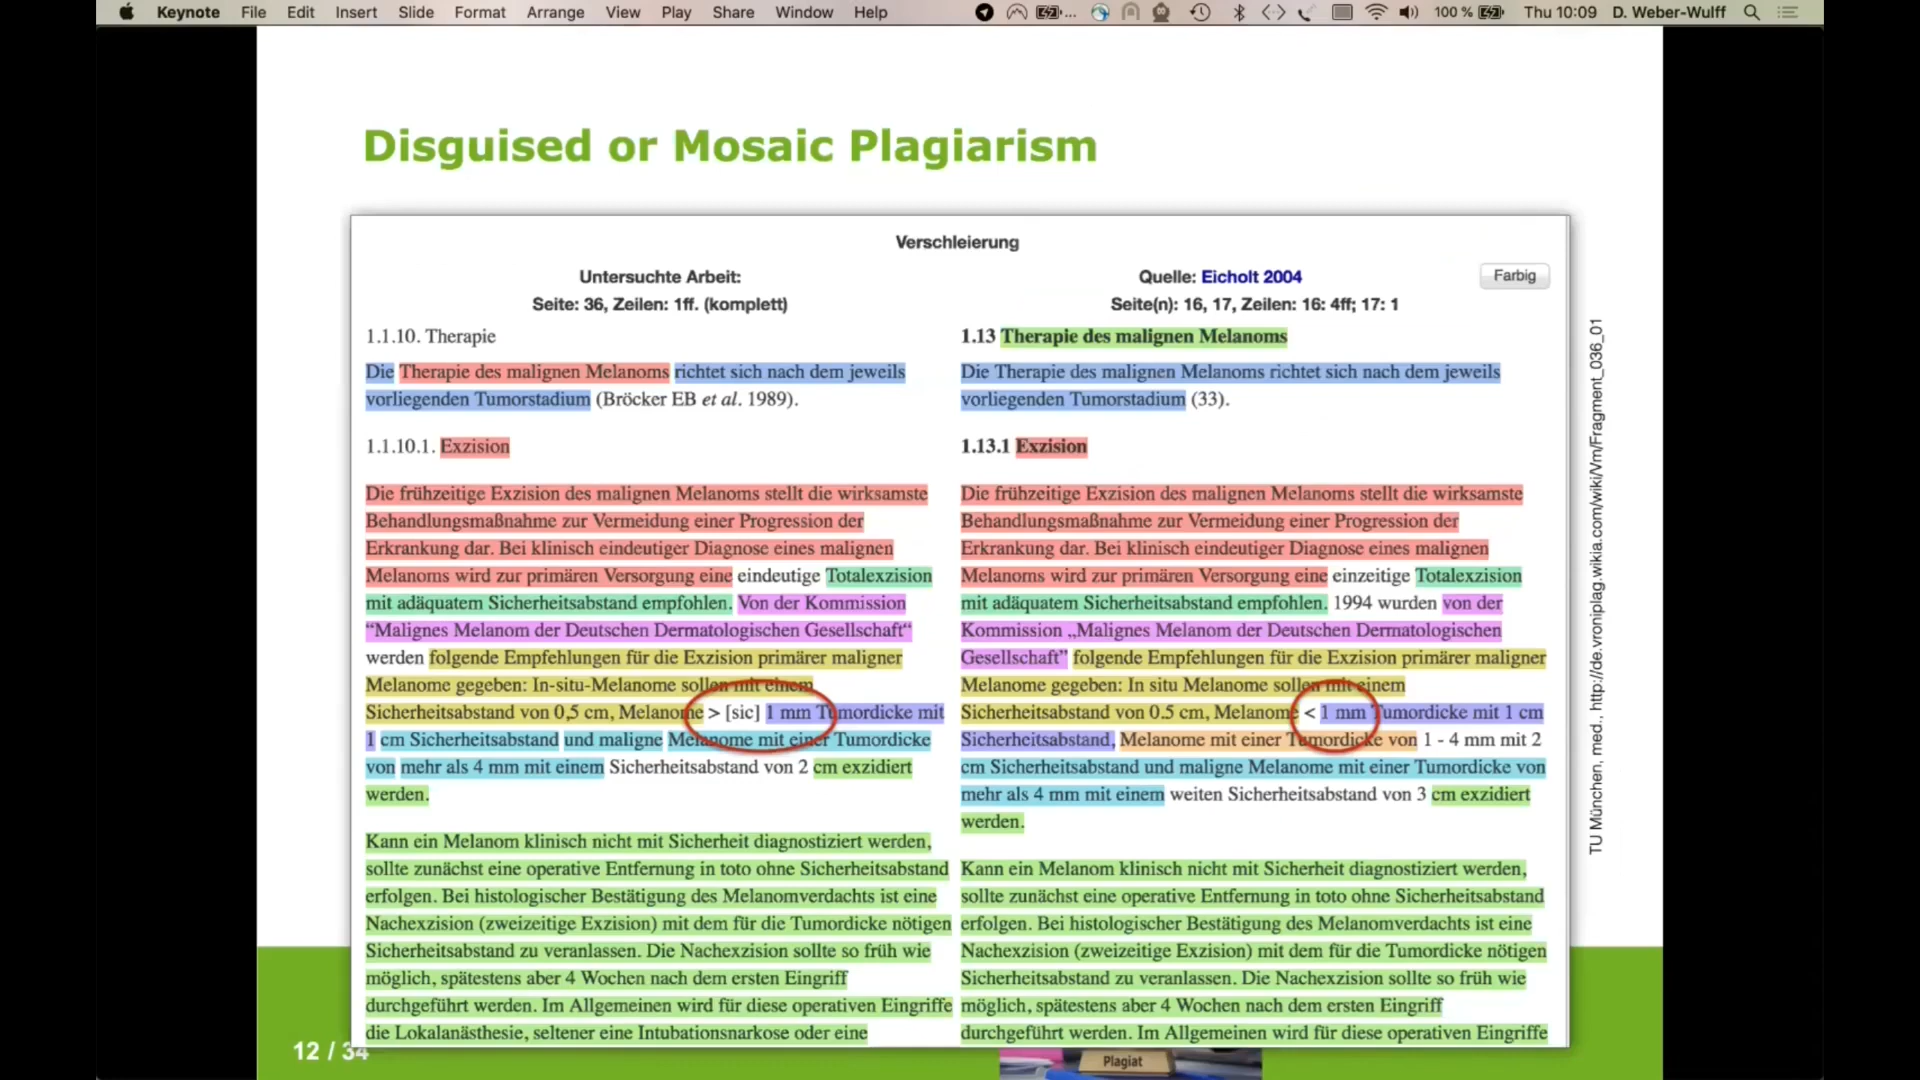 Keynote File Edit Insert Slide Format Arrange View Play Share Window Help 100 % Thu 10:09 D. Weber-Wulff
Disguised or Mosaic Plagiarism
Verschleierung
Untersuchte Arbeit:
Seite: 36, Zeilen: 1ff. (komplett)
1.1.10. Therapie
Die Therapie des malignen Melanoms richtet sich nach dem jeweils
vorliegenden Tumorstadium (Bröcker EB et al. 1989).
1.1.10.1. Exzision
Die frühzeitige Exzision des malignen Melanoms stellt die wirksamste
Behandlungsmaßnahme zur Vermeidung einer Progression der
Erkrankung dar. Bei klinisch eindeutiger Diagnose eines malignen
Melanoms wird zur primären Versorgung eine eindeutige Totalexzision
mit adäquatem Sicherheitsabstand empfohlen. Von der Kommission
“Malignes Melanom der Deutschen Dermatologischen Gesellschaft“
werden folgende Empfehlungen für die Exzision primärer maligner
Melanome gegeben: In-situ-Melanome sollen mit einem
Sicherheitsabstand von 0,5 cm, Melanome > [sic] 1 mm Tumordicke mit
1 cm Sicherheitsabstand und maligne Melanome mit einer Tumordicke
von mehr als 4 mm mit einem Sicherheitsabstand von 2 cm exzidiert
werden.
Kann ein Melanom klinisch nicht mit Sicherheit diagnostiziert werden,
sollte zunächst eine operative Entfernung in toto ohne Sicherheitsabstand
erfolgen. Bei histologischer Bestätigung des Melanomverdachts ist eine
Nachexzision (zweizeitige Exzision) mit dem für die Tumordicke nötigen
Sicherheitsabstand zu veranlassen. Die Nachexzision sollte so früh wie
möglich, spätestens aber 4 Wochen nach dem ersten Eingriff
durchgeführt werden. Im Allgemeinen wird für diese operativen Eingriffe
die Lokalanästhesie, seltener eine Intubationsnarkose oder eine
Quelle: Eicholt 2004
Farbig
Seite(n): 16, 17, Zeilen: 16: 4ff; 17: 1
1.13 Therapie des malignen Melanoms
Die Therapie des malignen Melanoms richtet sich nach dem jeweils
vorliegenden Tumorstadium (33).
1.13.1 Exzision
Die frühzeitige Exzision des malignen Melanoms stellt die wirksamste
Behandlungsmaßnahme zur Vermeidung einer Progression der
Erkrankung dar. Bei klinisch eindeutiger Diagnose eines malignen
Melanoms wird zur primären Versorgung eine einzeitige Totalexzision
mit adäquatem Sicherheitsabstand empfohlen. 1994 wurden von der
Kommission „Malignes Melanom der Deutschen Dermatologischen
Gesellschaft” folgende Empfehlungen für die Exzision primärer maligner
Melanome gegeben: In situ Melanome sollen mit einem
Sicherheitsabstand von 0.5 cm, Melanome < 1 mm Tumordicke mit 1 cm
Sicherheitsabstand, Melanome mit einer Tumordicke von 1 - 4 mm mit 2
cm Sicherheitsabstand und maligne Melanome mit einer Tumordicke von
mehr als 4 mm mit einem weiten Sicherheitsabstand von 3 cm exzidiert
werden.
Kann ein Melanom klinisch nicht mit Sicherheit diagnostiziert werden,
sollte zunächst eine operative Entfernung in toto ohne Sicherheitsabstand
erfolgen. Bei histologischer Bestätigung des Melanomverdachts ist eine
Nachexzision (zweizeitige Exzision) mit dem für die Tumordicke nötigen
Sicherheitsabstand zu veranlassen. Die Nachexzision sollte so früh wie
möglich, spätestens aber 4 Wochen nach dem ersten Eingriff
durchgeführt werden. Im Allgemeinen wird für diese operativen Eingriffe
TU München, med., http://de.vroniplag.wikia.com/wiki/Vm/Fragment_036_01
12 / 34
Plagiat